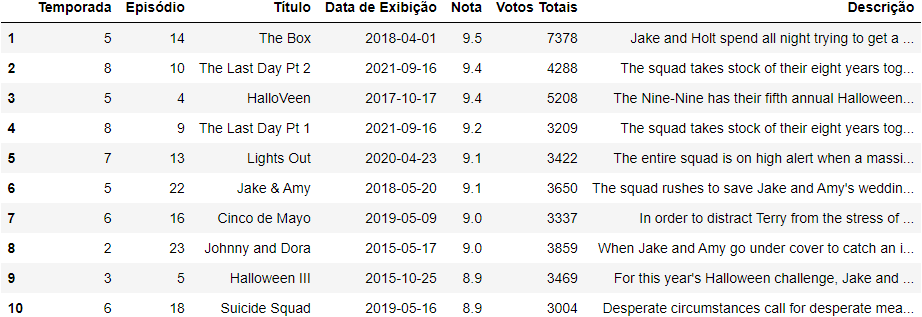 Temporada Episódio Título Data de Exibição Nota Votos Totais Descrição
1 5 14 The Box 2018-04-01 9.5 7378 Jake and Holt spend all night trying to get a ...
2 8 10 The Last Day Pt 2 2021-09-16 9.4 4288 The squad takes stock of their eight years tog...
3 5 4 HalloVeen 2017-10-17 9.4 5208 The Nine-Nine has their fifth annual Halloween...
4 8 9 The Last Day Pt 1 2021-09-16 9.2 3209 The squad takes stock of their eight years tog...
5 7 13 Lights Out 2020-04-23 9.1 3422 The entire squad is on high alert when a massi...
6 5 22 Jake & Amy 2018-05-20 9.1 3650 The squad rushes to save Jake and Amy's weddin...
7 6 16 Cinco de Mayo 2019-05-09 9.0 3337 In order to distract Terry from the stress of ...
8 2 23 Johnny and Dora 2015-05-17 9.0 3859 When Jake and Amy go under cover to catch an i...
9 3 5 Halloween III 2015-10-25 8.9 3469 For this year's Halloween challenge, Jake and ...
10 6 18 Suicide Squad 2019-05-16 8.9 3004 Desperate circumstances call for desperate mea...